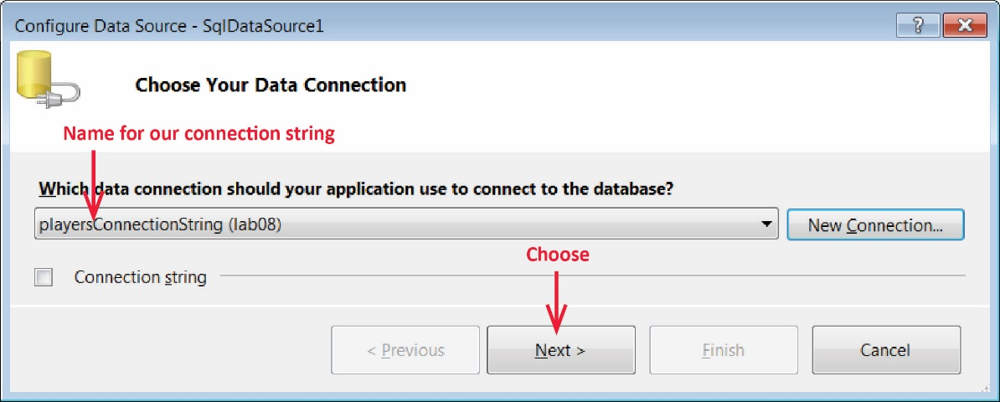 Configure Data Source - SqlDataSource1
?
Choose Your Data Connection
Name for our connection string
Which data connection should your application use to connect to the database?
playersConnectionString (lab08)
New Connection...
Choose
Connection string
< Previous
Next >
Finish
Cancel